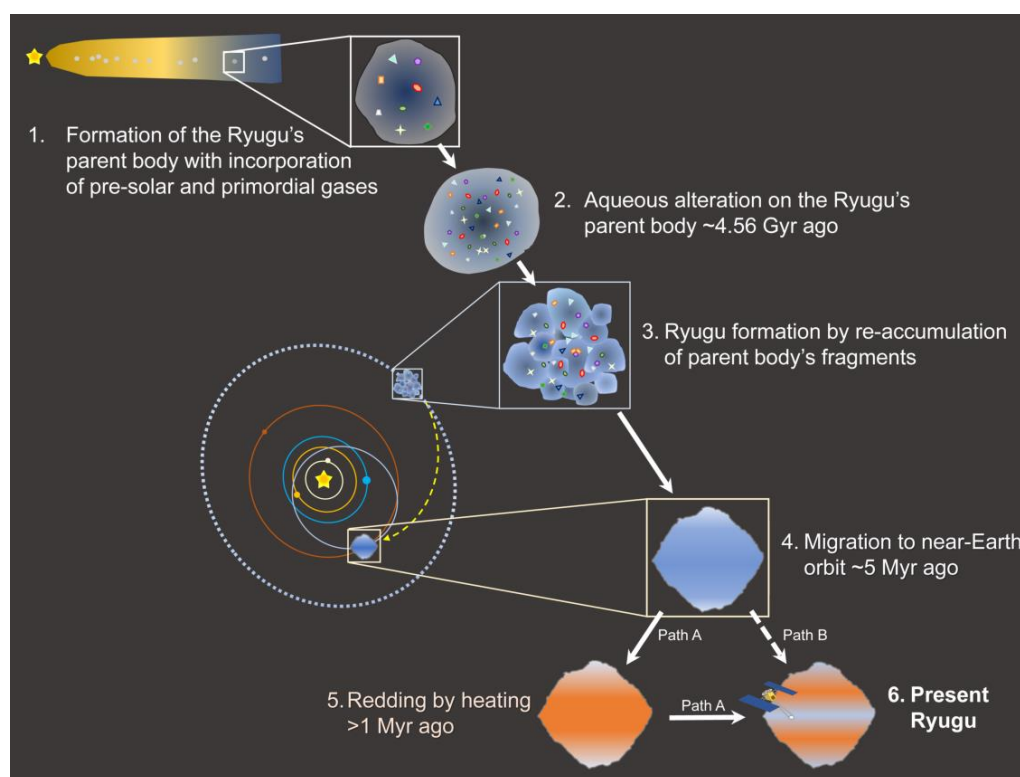 1. Formation of the Ryugu's
parent body with incorporation
of pre-solar and primordial gases
2. Aqueous alteration on the Ryugu's
parent body ~4.56 Gyr ago
3. Ryugu formation by re-accumulation
of parent body's fragments
4. Migration to near-Earth
orbit ~5 Myr ago
Path A
Path B
5. Redding by heating
>1 Myr ago
Path A
6. Present
Ryugu